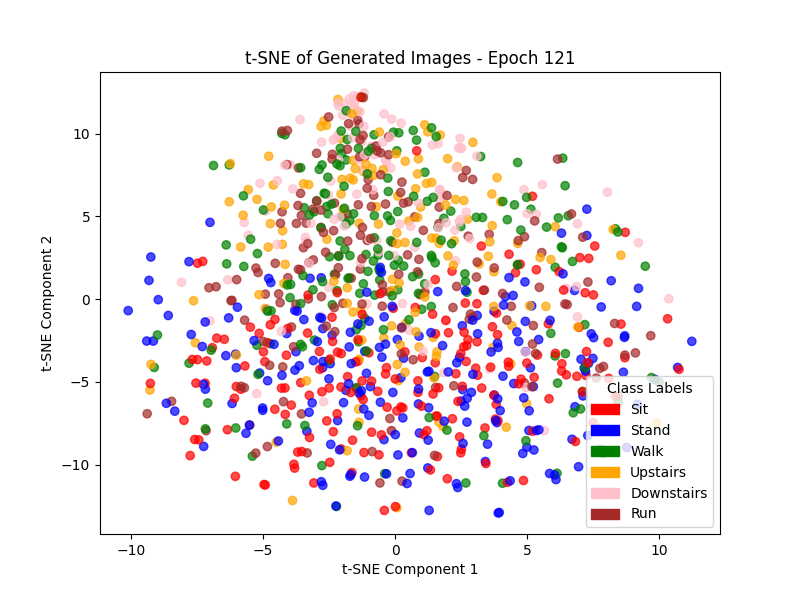 t-SNE of Generated Images - Epoch 121
t-SNE Component 2
10
5
0
−5
−10
Class Labels
Sit
Stand
Walk
Upstairs
Downstairs
Run
−10
−5
0
5
10
t-SNE Component 1